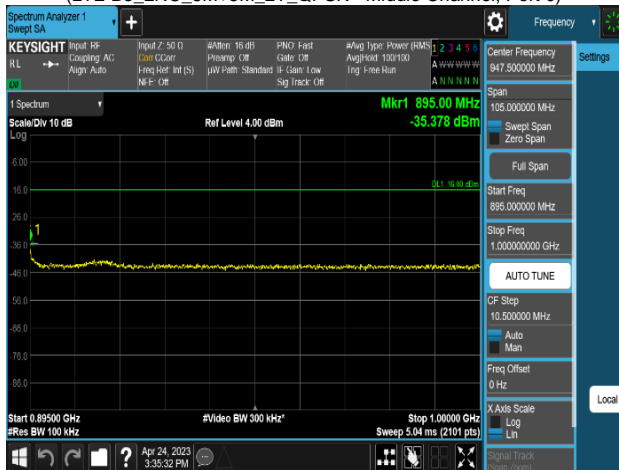 Spectrum Analyzer 1
Swept SA
Frequency
Settings
KEYSIGHT
RL
Input: RF
Coupling: AC
Align: Auto
Input Z: 50 Ω
Corr CCorr
Freq Ref: Int (S)
NFE: Off
#Atten: 16 dB
Preamp: Off
µW Path: Standard
PNO: Fast
Gate: Off
IF Gain: Low
Sig Track: Off
#Avg Type: Power (RMS
Avg|Hold: 100/100
Trig: Free Run
1 2 3 4 5 6
A W W W W W
A N N N N N
1 Spectrum
Scale/Div 10 dB
Log
Ref Level 4.00 dBm
Mkr1 895.00 MHz
-35.378 dBm
-6.00
-16.0
-26.0
-36.0
-46.0
-56.0
-66.0
-76.0
-86.0
1
DL1 -16.00 dBm
Start 0.89500 GHz
#Res BW 100 kHz
#Video BW 300 kHz*
Stop 1.00000 GHz
Sweep 5.04 ms (2101 pts)
Center Frequency
947.500000 MHz
Span
105.000000 MHz
Swept Span
Zero Span
Full Span
Start Freq
895.000000 MHz
Stop Freq
1.000000000 GHz
AUTO TUNE
CF Step
10.500000 MHz
Auto
Man
Freq Offset
0 Hz
X Axis Scale
Log
Lin
Signal Track
(Span Zoom)
Local
Apr 24, 2023
3:35:32 PM